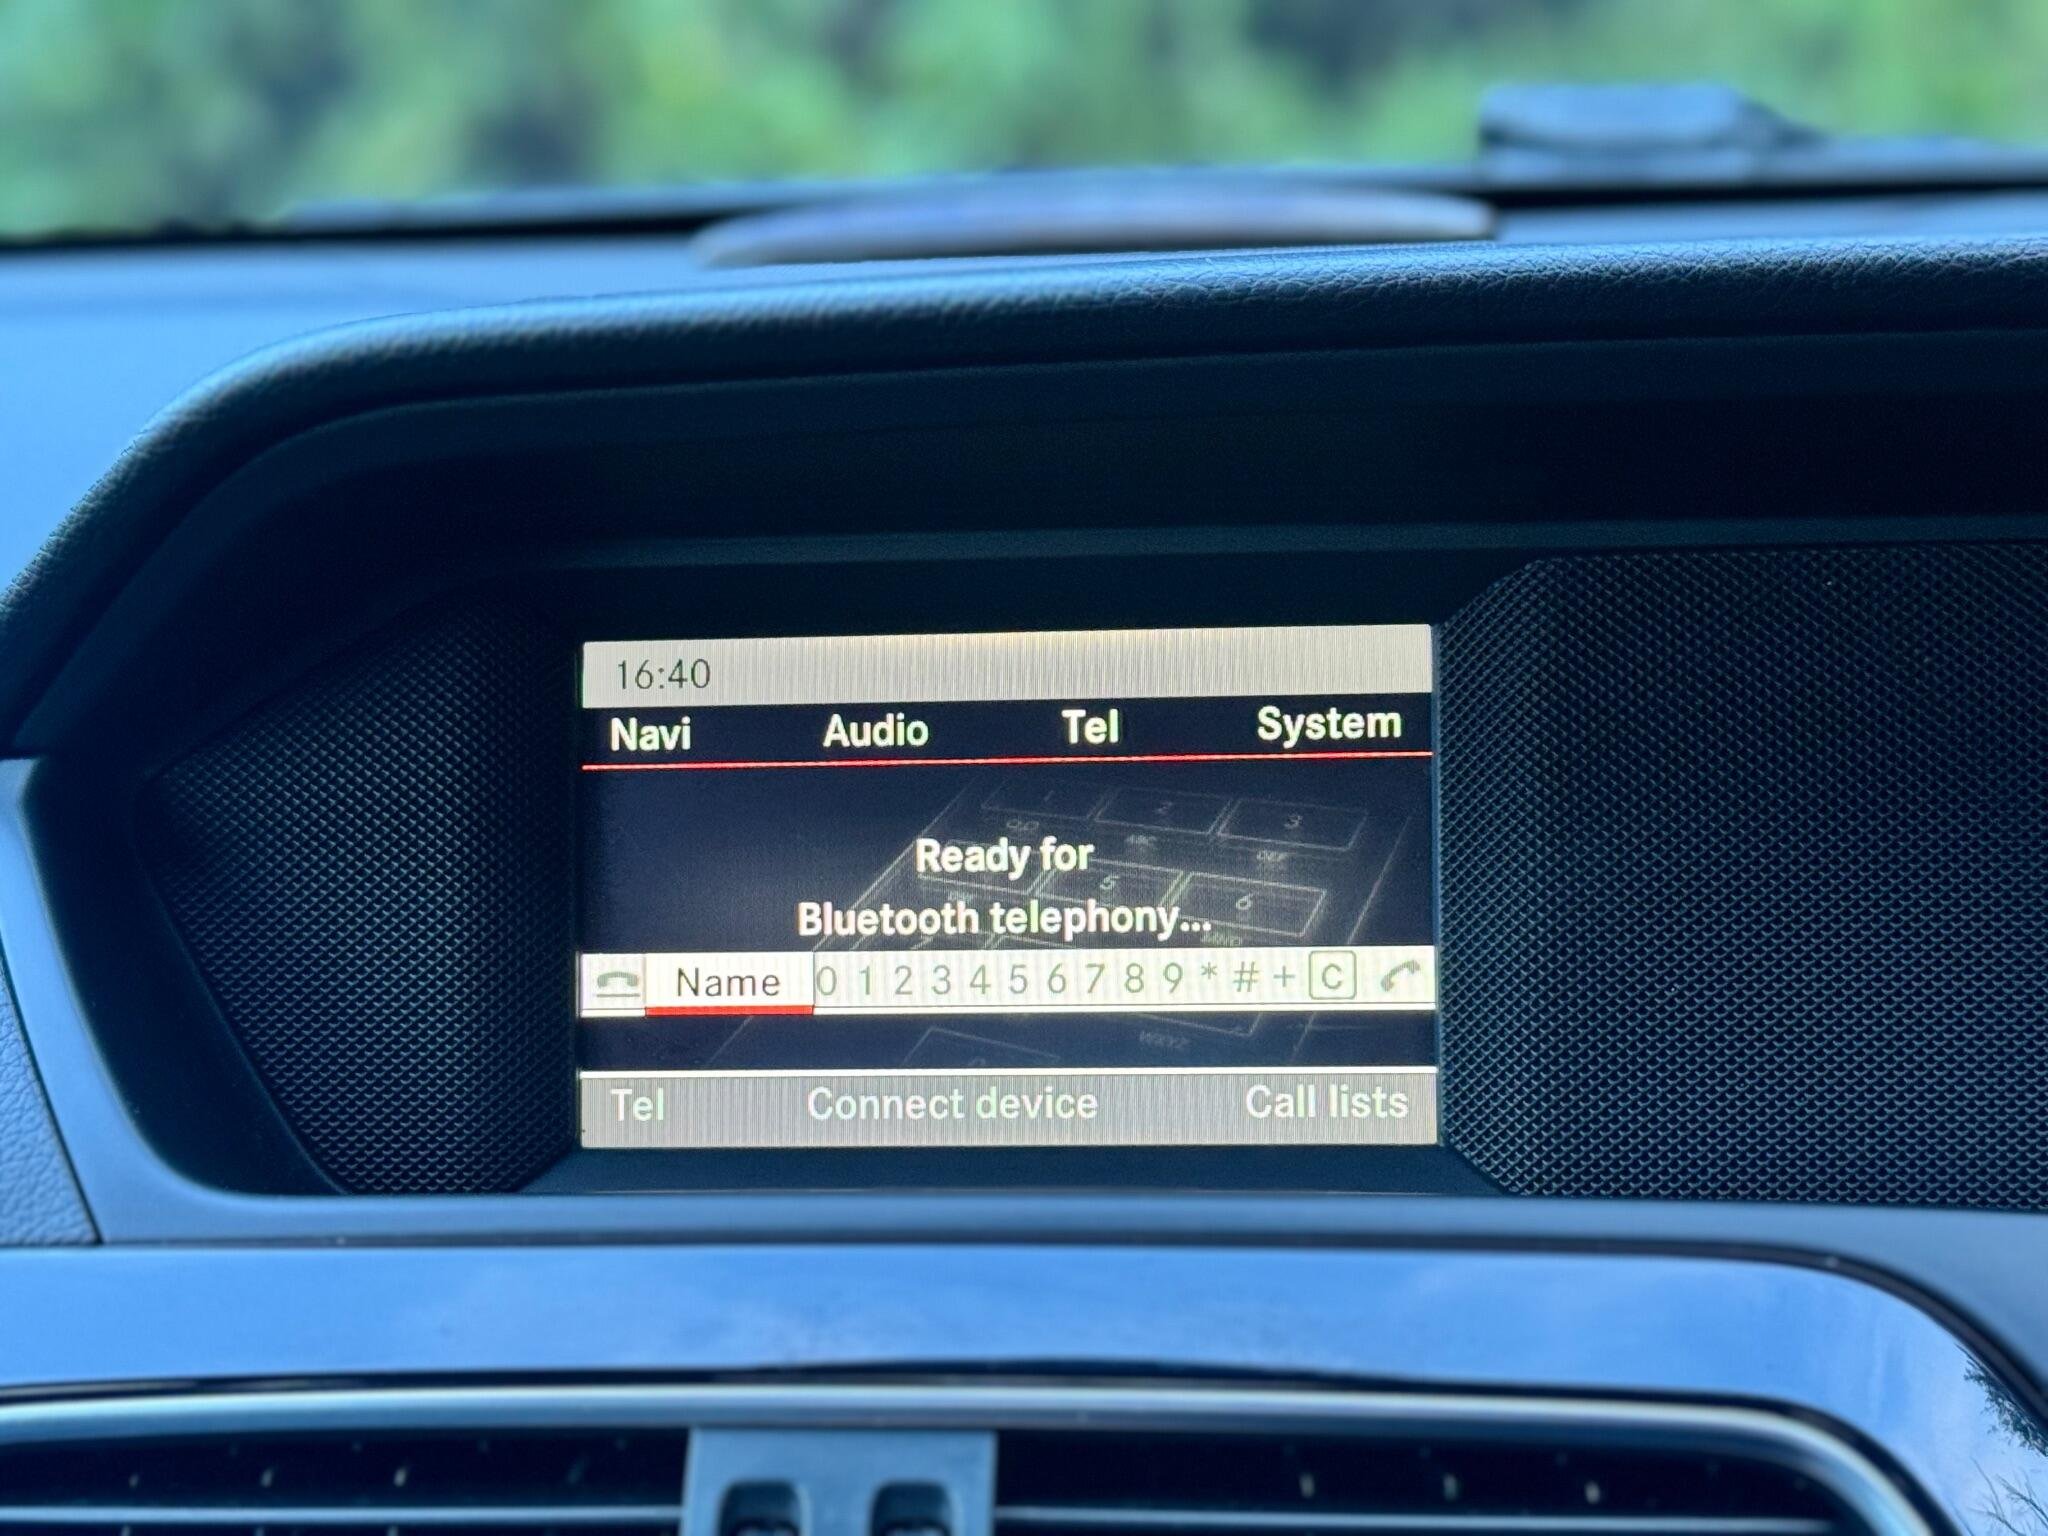 16:40
Navi Audio Tel System
Ready for
Bluetooth telephony...
Name 0 1 2 3 4 5 6 7 8 9 * # + C
Tel Connect device Call lists